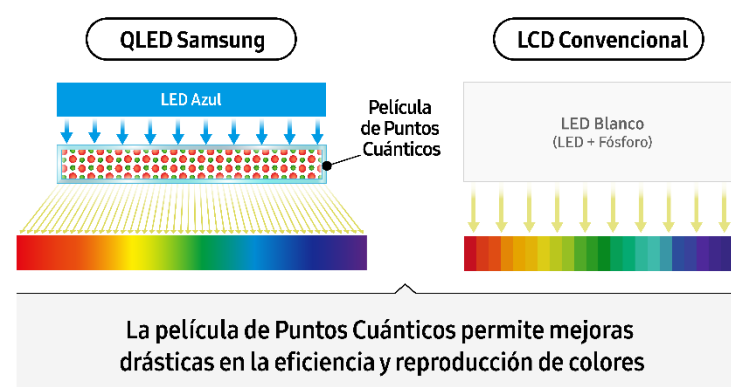 QLED Samsung
LED Azul
Película
de Puntos
Cuánticos
LCD Convencional
LED Blanco
(LED + Fósforo)
La película de Puntos Cuánticos permite mejoras
drásticas en la eficiencia y reproducción de colores